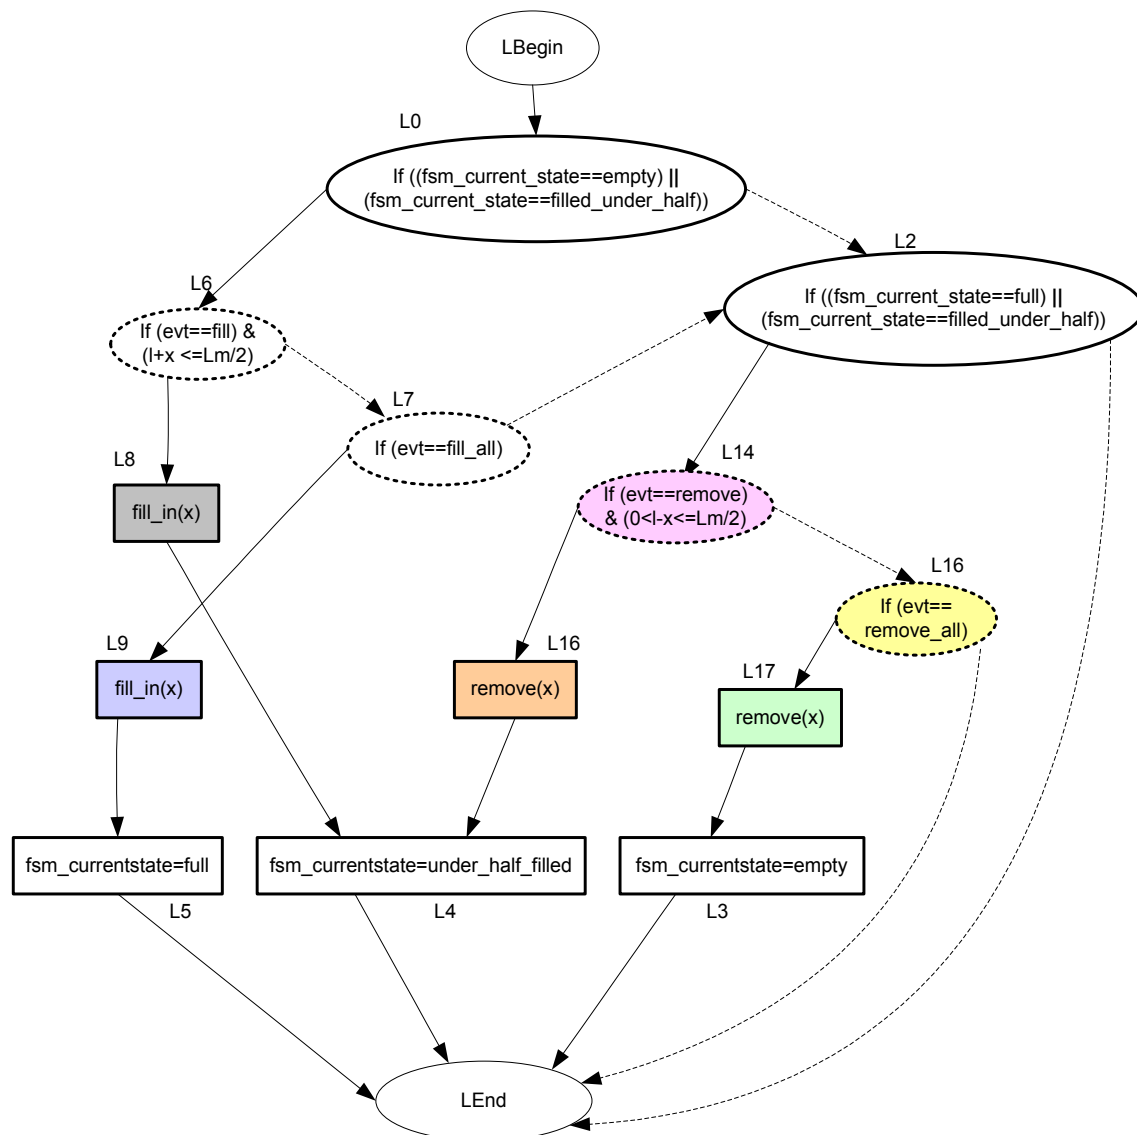 LBegin
L0
If ((fsm_current_state==empty) ||
(fsm_current_state==filled_under_half))
L2
If ((fsm_current_state==full) ||
(fsm_current_state==filled_under_half))
L6
If (evt==fill) &
(l+x <=Lm/2)
L7
If (evt==fill_all)
L8
fill_in(x)
L14
If (evt==remove)
& (0<l-x<=Lm/2)
L16
If (evt==
remove_all)
L9
fill_in(x)
L16
remove(x)
L17
remove(x)
fsm_currentstate=full
L5
fsm_currentstate=under_half_filled
L4
fsm_currentstate=empty
L3
LEnd